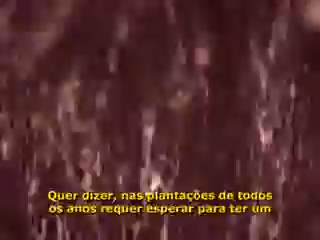 Quer dizer, nas plantações de todos
os anos requer esperar para ter um